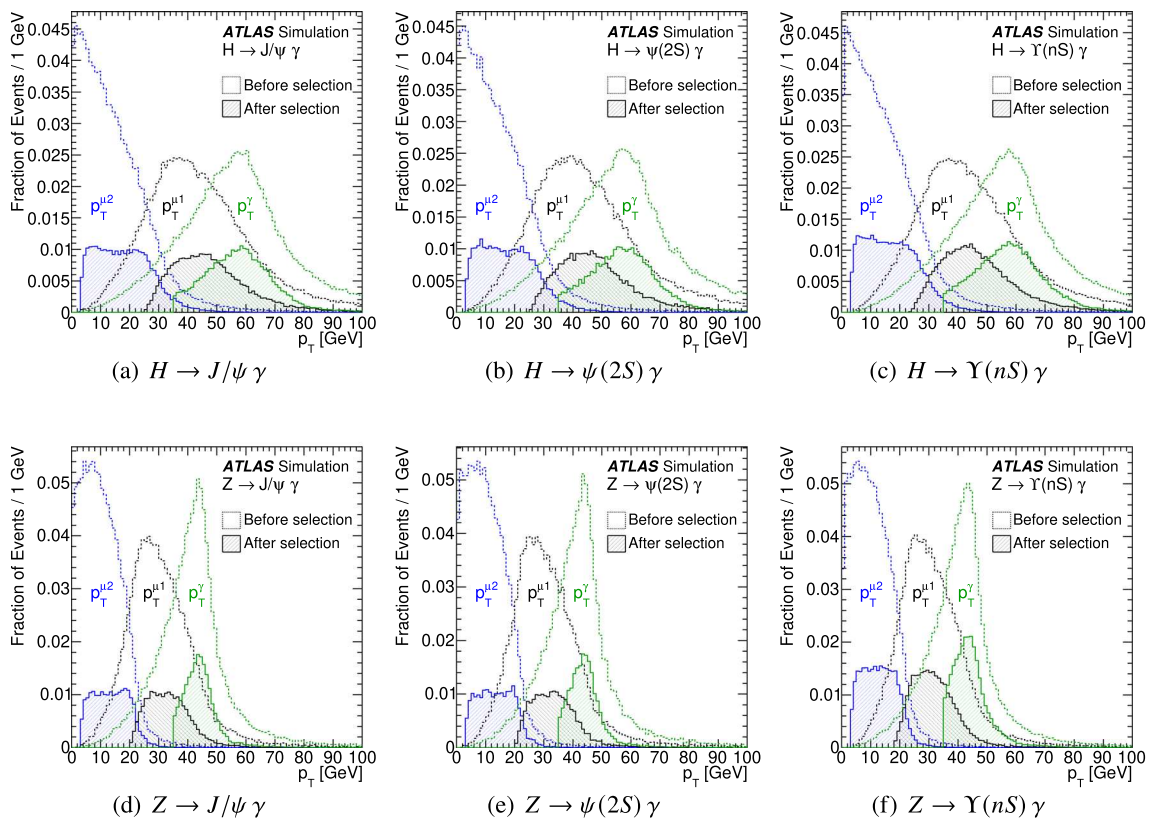 Fraction of Events / 1 GeV
0.045
0.04
0.035
0.03
0.025
0.02
0.015
0.01
0.005
0
ATLAS Simulation
H → J/ψ γ
Before selection
After selection
p_T^μ2
p_T^μ1
p_T^γ
0 10 20 30 40 50 60 70 80 90 100
p_T [GeV]
(a) H → J/ψ γ
Fraction of Events / 1 GeV
0.045
0.04
0.035
0.03
0.025
0.02
0.015
0.01
0.005
0
ATLAS Simulation
H → ψ(2S) γ
Before selection
After selection
p_T^μ2
p_T^μ1
p_T^γ
0 10 20 30 40 50 60 70 80 90 100
p_T [GeV]
(b) H → ψ(2S) γ
Fraction of Events / 1 GeV
0.045
0.04
0.035
0.03
0.025
0.02
0.015
0.01
0.005
0
ATLAS Simulation
H → ϒ(nS) γ
Before selection
After selection
p_T^μ2
p_T^μ1
p_T^γ
0 10 20 30 40 50 60 70 80 90 100
p_T [GeV]
(c) H → ϒ(nS) γ
Fraction of Events / 1 GeV
0.05
0.04
0.03
0.02
0.01
0
ATLAS Simulation
Z → J/ψ γ
Before selection
After selection
p_T^μ2
p_T^μ1
p_T^γ
0 10 20 30 40 50 60 70 80 90 100
p_T [GeV]
(d) Z → J/ψ γ
Fraction of Events / 1 GeV
0.05
0.04
0.03
0.02
0.01
0
ATLAS Simulation
Z → ψ(2S) γ
Before selection
After selection
p_T^μ2
p_T^μ1
p_T^γ
0 10 20 30 40 50 60 70 80 90 100
p_T [GeV]
(e) Z → ψ(2S) γ
Fraction of Events / 1 GeV
0.05
0.04
0.03
0.02
0.01
0
ATLAS Simulation
Z → ϒ(nS) γ
Before selection
After selection
p_T^μ2
p_T^μ1
p_T^γ
0 10 20 30 40 50 60 70 80 90 100
p_T [GeV]
(f) Z → ϒ(nS) γ